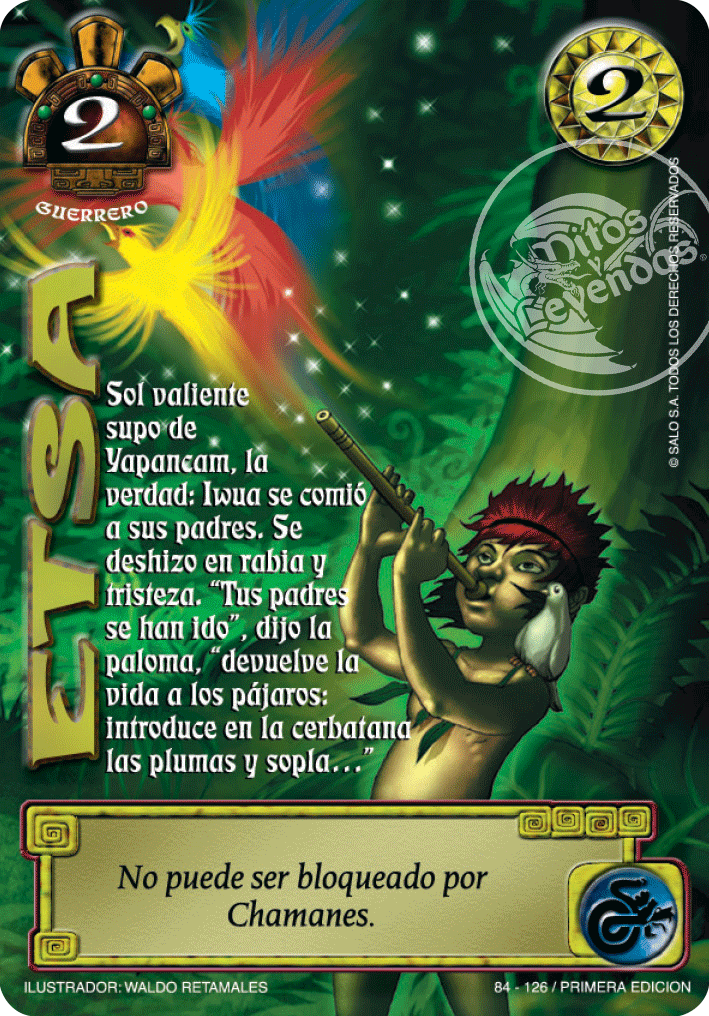 2
GUERRERO
2
Mitos
y
Leyendas
© SALO S.A. TODOS LOS DERECHOS RESERVADOS
ETSA
Sol valiente
supo de
Yapancam, la
verdad: Iwua se comió
a sus padres. Se
deshizo en rabia y
tristeza. “Tus padres
se han ido”, dijo la
paloma, “devuelve la
vida a los pájaros:
introduce en la cerbatana
las plumas y sopla...”
No puede ser bloqueado por
Chamanes.
ILUSTRADOR: WALDO RETAMALES
84 - 126 / PRIMERA EDICION